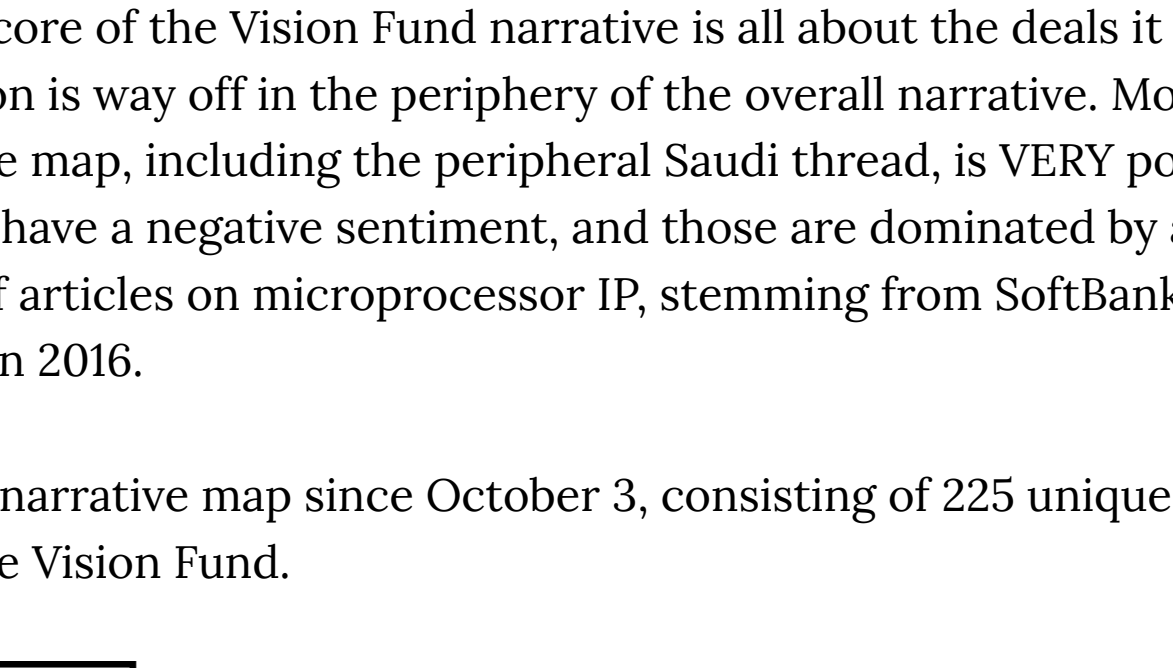 core of the Vision Fund narrative is all about the deals it
on is way off in the periphery of the overall narrative. Mo
e map, including the peripheral Saudi thread, is VERY po
have a negative sentiment, and those are dominated by a
f articles on microprocessor IP, stemming from SoftBank
n 2016.
narrative map since October 3, consisting of 225 unique
e Vision Fund.